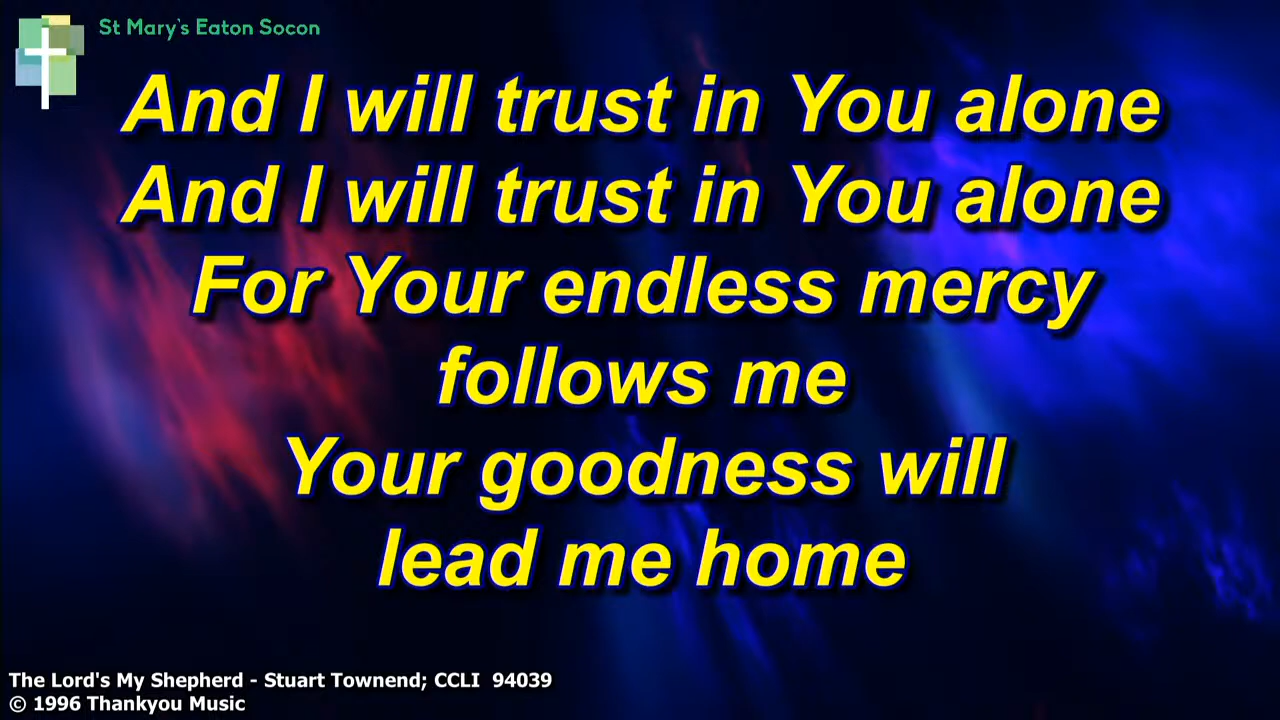 St Mary's Eaton Socon
And I will trust in You alone
And I will trust in You alone
For Your endless mercy
follows me
Your goodness will
lead me home
The Lord's My Shepherd - Stuart Townend; CCLI 94039
© 1996 Thankyou Music